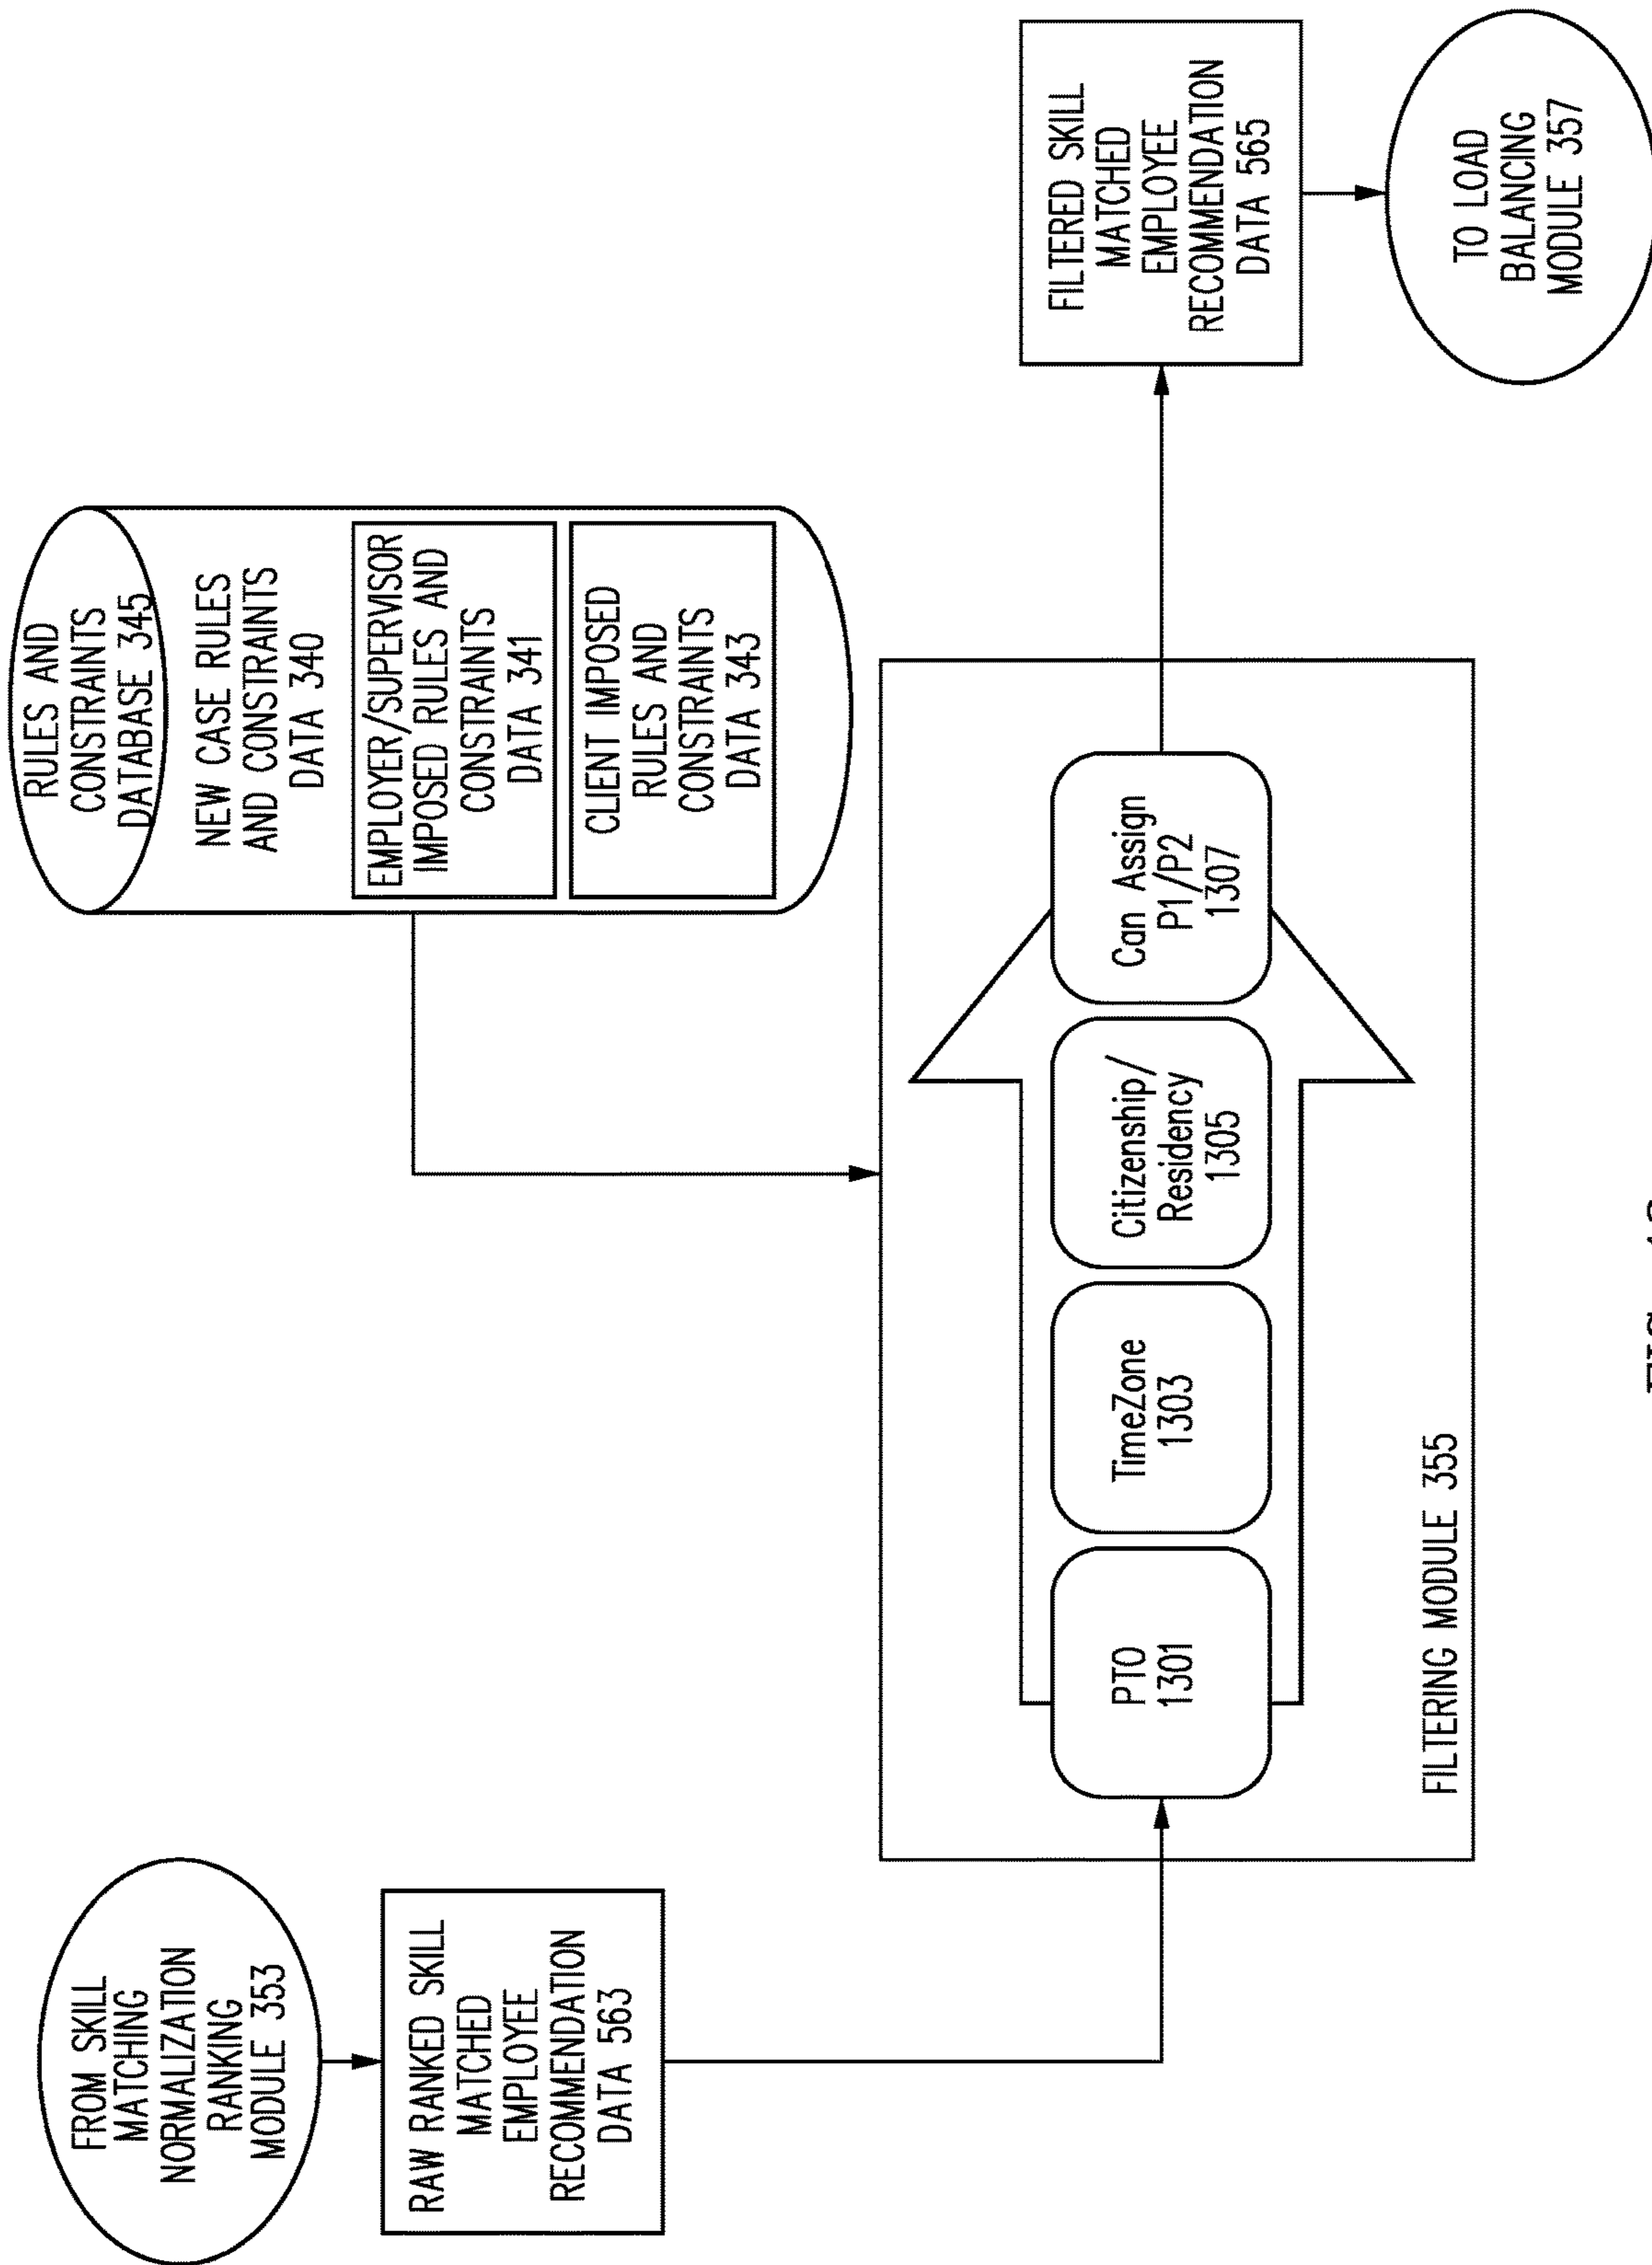 FROM SKILL
MATCHING
NORMALIZATION
RANKING
MODULE 353
RAW RANKED SKILL
MATCHED
EMPLOYEE
RECOMMENDATION
DATA 563
RULES AND
CONSTRAINTS
DATABASE 345
NEW CASE RULES
AND CONSTRAINTS
DATA 340
EMPLOYER/SUPERVISOR
IMPOSED RULES AND
CONSTRAINTS
DATA 341
CLIENT IMPOSED
RULES AND
CONSTRAINTS
DATA 343
PTO
1301
TimeZone
1303
Citizenship/
Residency
1305
Can Assign
P1/P2
1307
FILTERING MODULE 355
FILTERED SKILL
MATCHED
EMPLOYEE
RECOMMENDATION
DATA 565
TO LOAD
BALANCING
MODULE 357